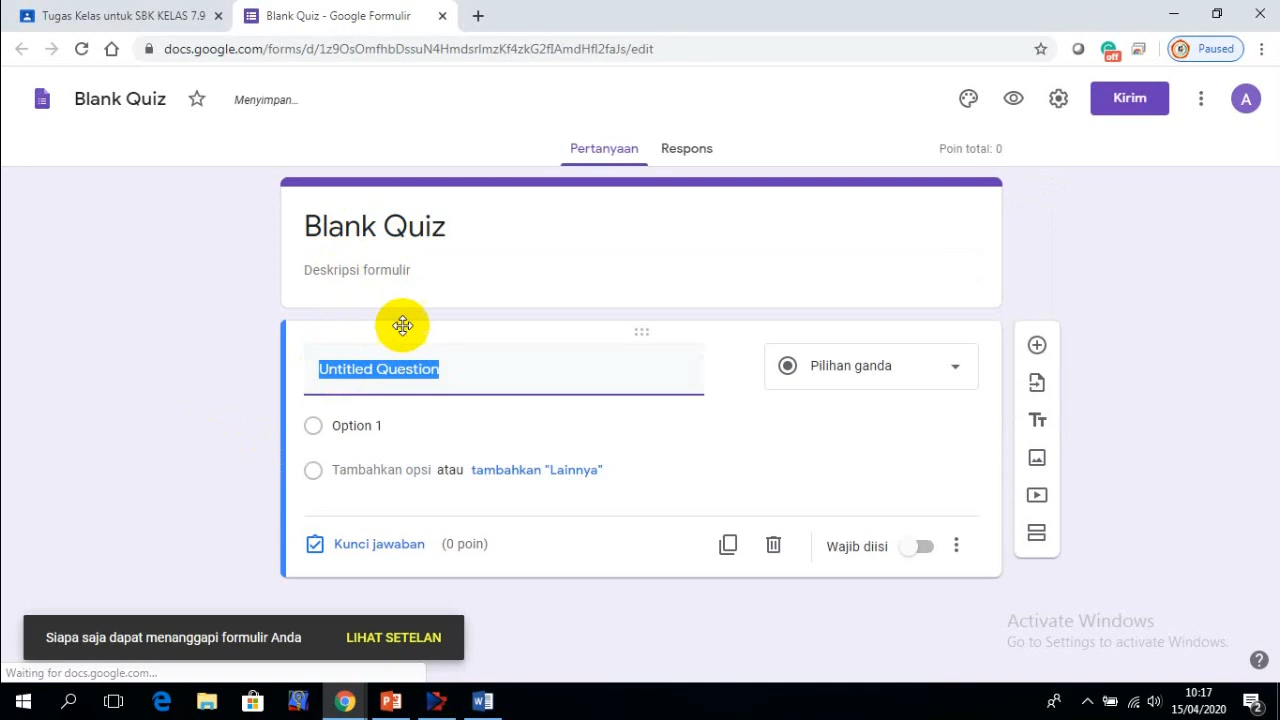 Tugas Kelas untuk SBK KELAS 7.9
Blank Quiz - Google Formulir
docs.google.com/forms/d/1z9OsOmfhbDssuN4HmdsrlmzKf4zkG2flAmdHfl2faJs/edit
off
Paused
Blank Quiz
Menyimpan...
Kirim
A
Pertanyaan
Respons
Poin total: 0
Blank Quiz
Deskripsi formulir
Untitled Question
Pilihan ganda
Option 1
Tambahkan opsi atau tambahkan "Lainnya"
Kunci jawaban (0 poin)
Wajib diisi
Siapa saja dapat menanggapi formulir Anda LIHAT SETELAN
Activate Windows
Go to Settings to activate Windows.
Waiting for docs.google.com...
10:17
15/04/2020
2